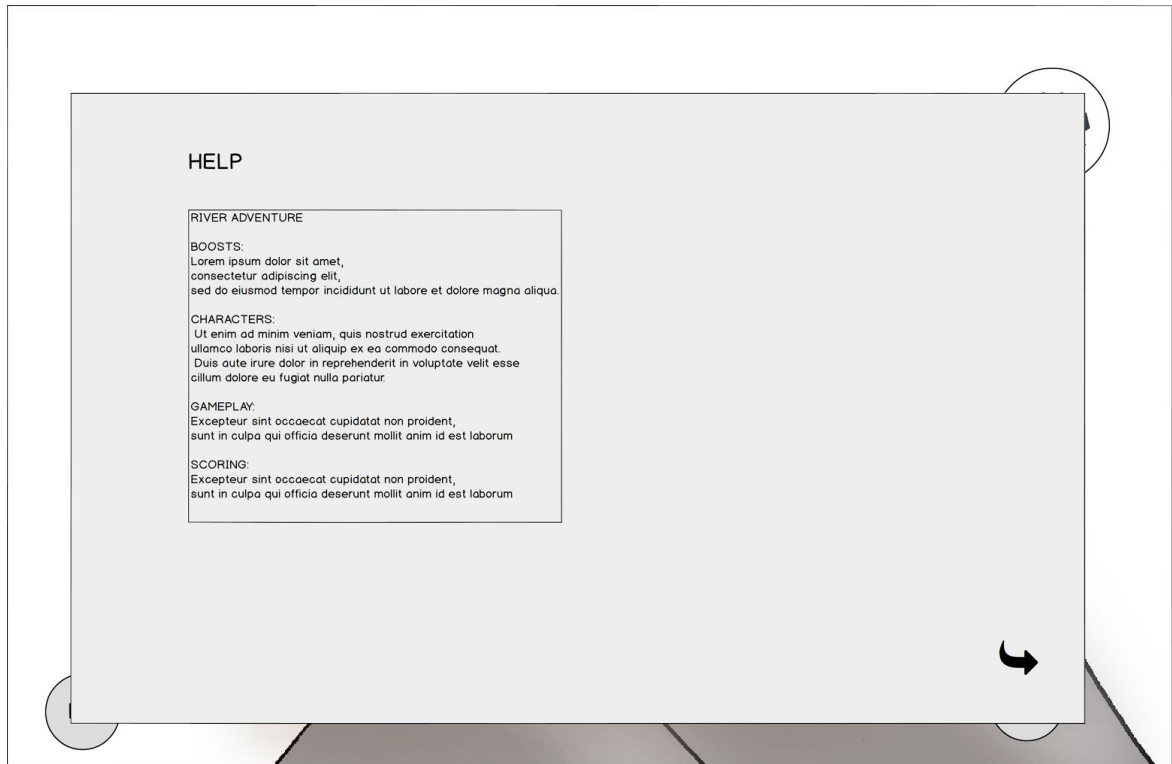 HELP
RIVER ADVENTURE
BOOSTS:
Lorem ipsum dolor sit amet,
consectetur adipiscing elit,
sed do eiusmod tempor incididunt ut labore et dolore magna aliqua.
CHARACTERS:
Ut enim ad minim veniam, quis nostrud exercitation
ullamco laboris nisi ut aliquip ex ea commodo consequat.
Duis aute irure dolor in reprehenderit in voluptate velit esse
cillum dolore eu fugiat nulla pariatur.
GAMEPLAY:
Excepteur sint occaecat cupidatat non proident,
sunt in culpa qui officia deserunt mollit anim id est laborum
SCORING:
Excepteur sint occaecat cupidatat non proident,
sunt in culpa qui officia deserunt mollit anim id est laborum